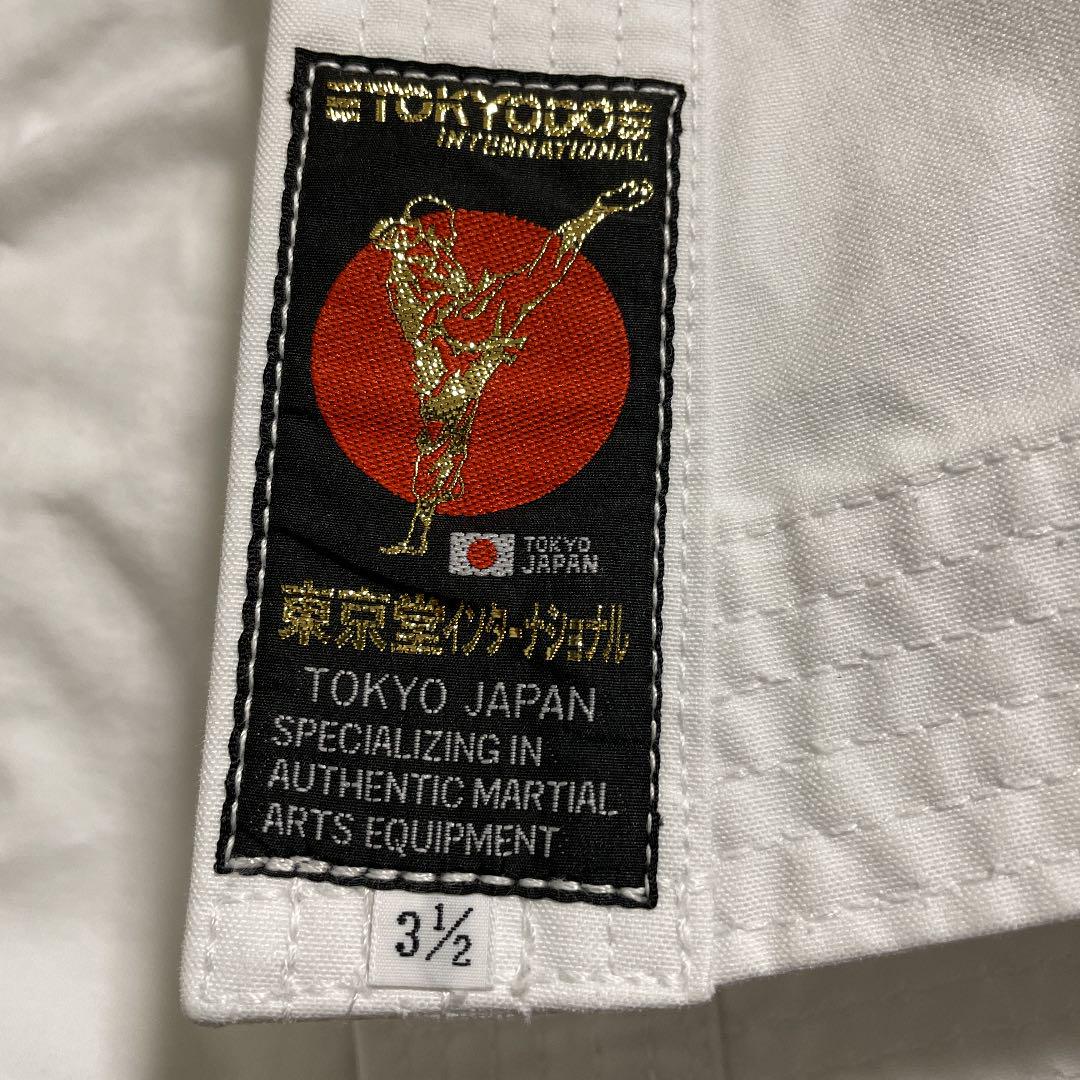 TOKYODO
INTERNATIONAL
TOKYO
JAPAN
東京堂インターナショナル
TOKYO JAPAN
SPECIALIZING IN
AUTHENTIC MARTIAL
ARTS EQUIPMENT
3½